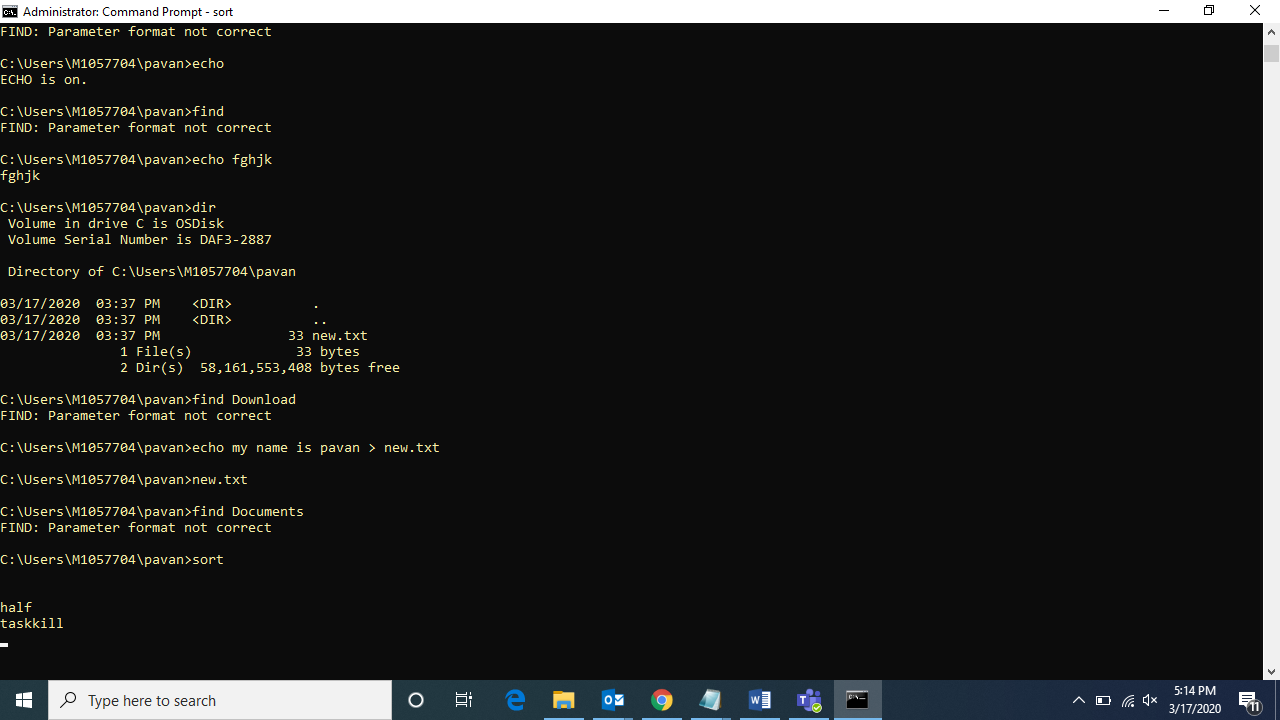 Administrator: Command Prompt - sort
FIND: Parameter format not correct
C:\Users\M1057704\pavan>echo
ECHO is on.
C:\Users\M1057704\pavan>find
FIND: Parameter format not correct
C:\Users\M1057704\pavan>echo fghjk
fghjk
C:\Users\M1057704\pavan>dir
Volume in drive C is OSDisk
Volume Serial Number is DAF3-2887
Directory of C:\Users\M1057704\pavan
03/17/2020  03:37 PM    <DIR>          .
03/17/2020  03:37 PM    <DIR>          ..
03/17/2020  03:37 PM                33 new.txt
1 File(s)             33 bytes
2 Dir(s)  58,161,553,408 bytes free
C:\Users\M1057704\pavan>find Download
FIND: Parameter format not correct
C:\Users\M1057704\pavan>echo my name is pavan > new.txt
C:\Users\M1057704\pavan>new.txt
C:\Users\M1057704\pavan>find Documents
FIND: Parameter format not correct
C:\Users\M1057704\pavan>sort
half
taskkill
Type here to search
5:14 PM
3/17/2020
11